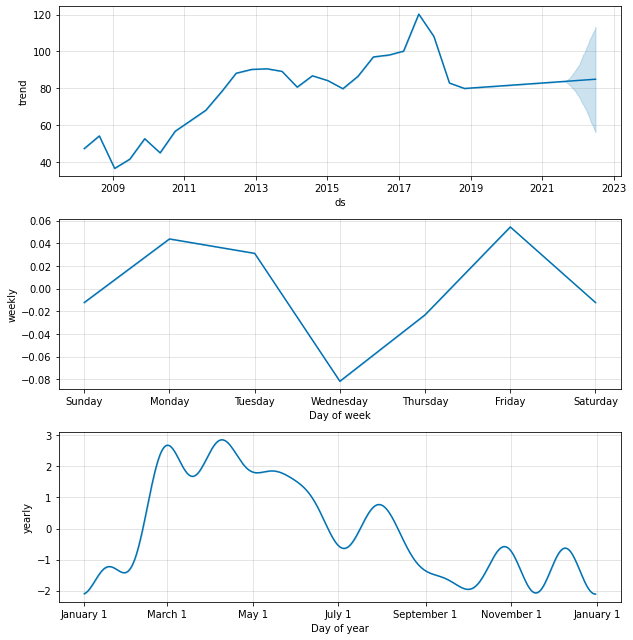 120
100
80
60
40
trend
2009 2011 2013 2015 2017 2019 2021 2023
ds
0.06
0.04
0.02
0.00
−0.02
−0.04
−0.06
−0.08
weekly
Sunday Monday Tuesday Wednesday Thursday Friday Saturday
Day of week
3
2
1
0
−1
−2
yearly
January 1 March 1 May 1 July 1 September 1 November 1 January 1
Day of year